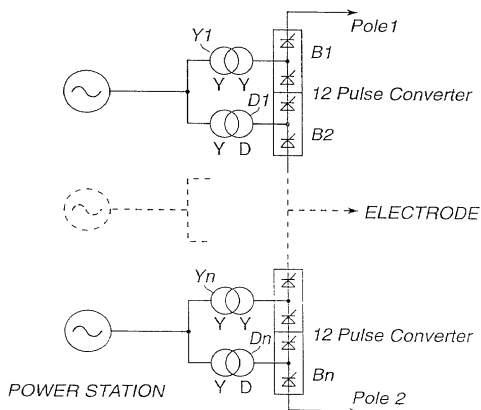 Y1
Pole1
B1
Y Y
12 Pulse Converter
D1
B2
Y D
ELECTRODE
Yn
Y Y
12 Pulse Converter
Dn
Bn
Y D
POWER STATION
Pole 2